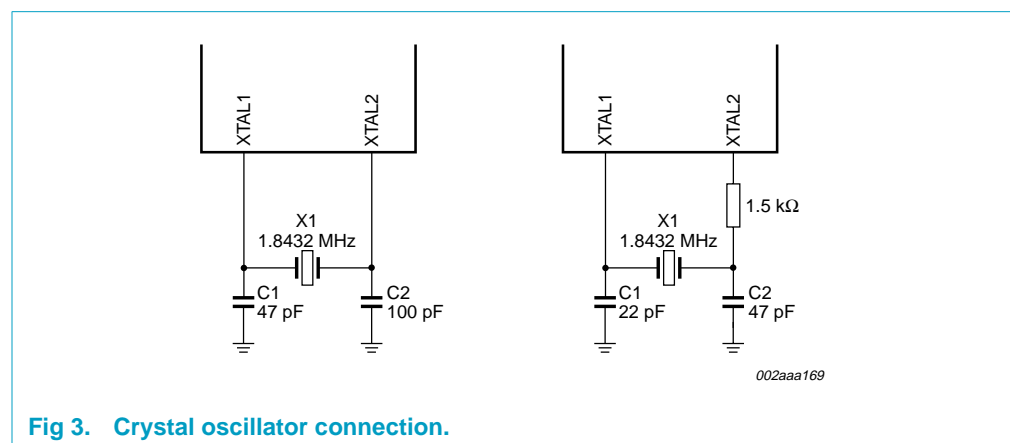 XTAL1
XTAL2
X1
1.8432 MHz
C1
47 pF
C2
100 pF
XTAL1
XTAL2
1.5 kΩ
X1
1.8432 MHz
C1
22 pF
C2
47 pF
002aaa169
Fig 3. Crystal oscillator connection.